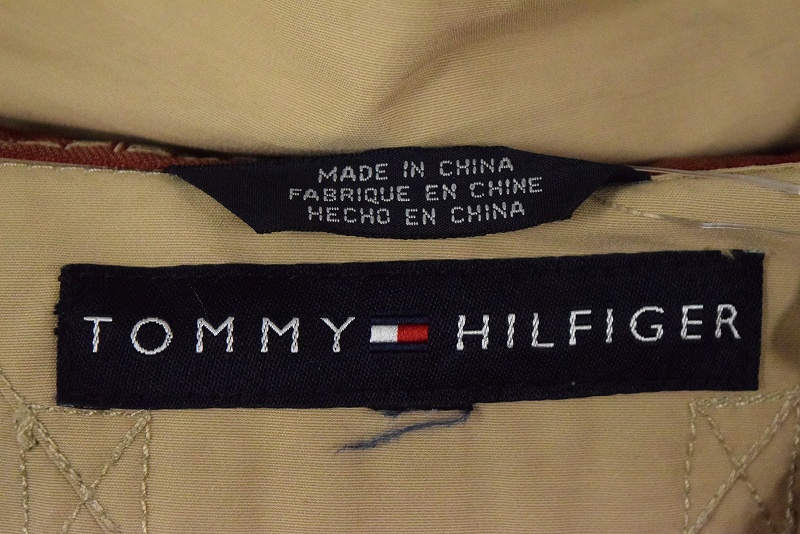 MADE IN CHINA
FABRIQUE EN CHINE
HECHO EN CHINA
TOMMY HILFIGER